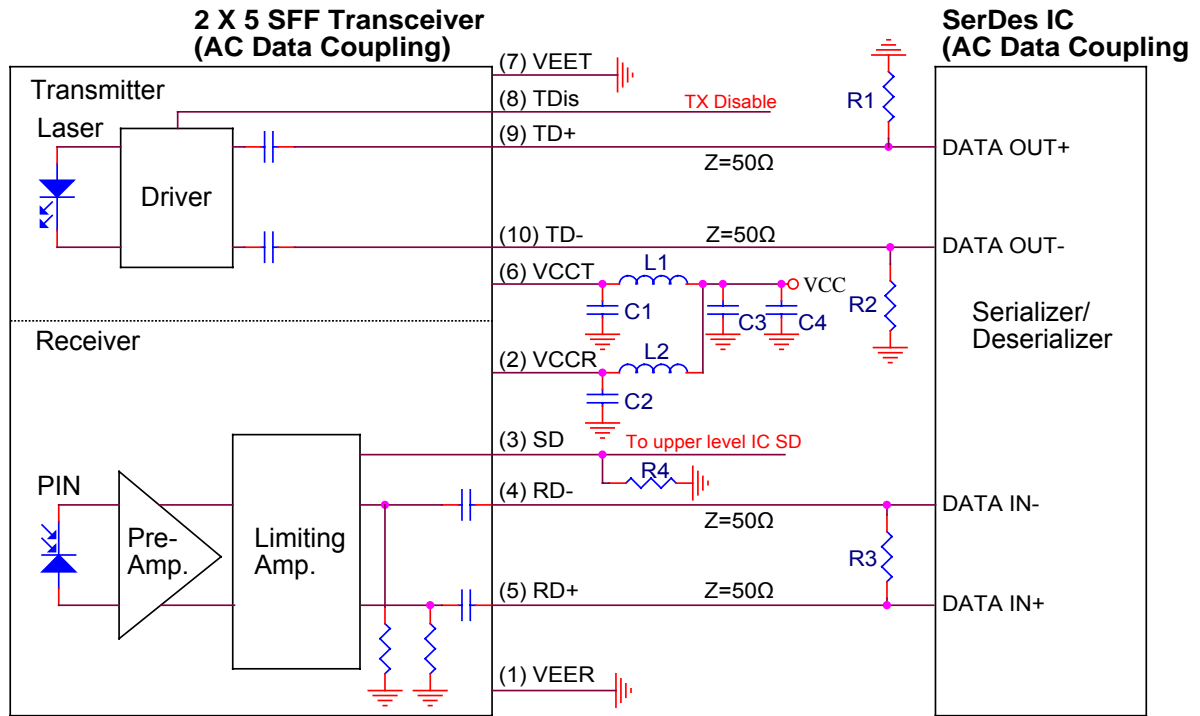 2 X 5 SFF Transceiver
(AC Data Coupling)
SerDes IC
(AC Data Coupling
(7) VEET
Transmitter
(8) TDis
TX Disable
R1
Laser
(9) TD+
Z=50Ω
DATA OUT+
Driver
(10) TD-
Z=50Ω
DATA OUT-
(6) VCCT
L1
VCC
C1
C3
C4
R2
Serializer/
Deserializer
Receiver
(2) VCCR
L2
C2
(3) SD
To upper level IC SD
R4
PIN
(4) RD-
Z=50Ω
DATA IN-
Pre-
Amp.
Limiting
Amp.
R3
(5) RD+
Z=50Ω
DATA IN+
(1) VEER